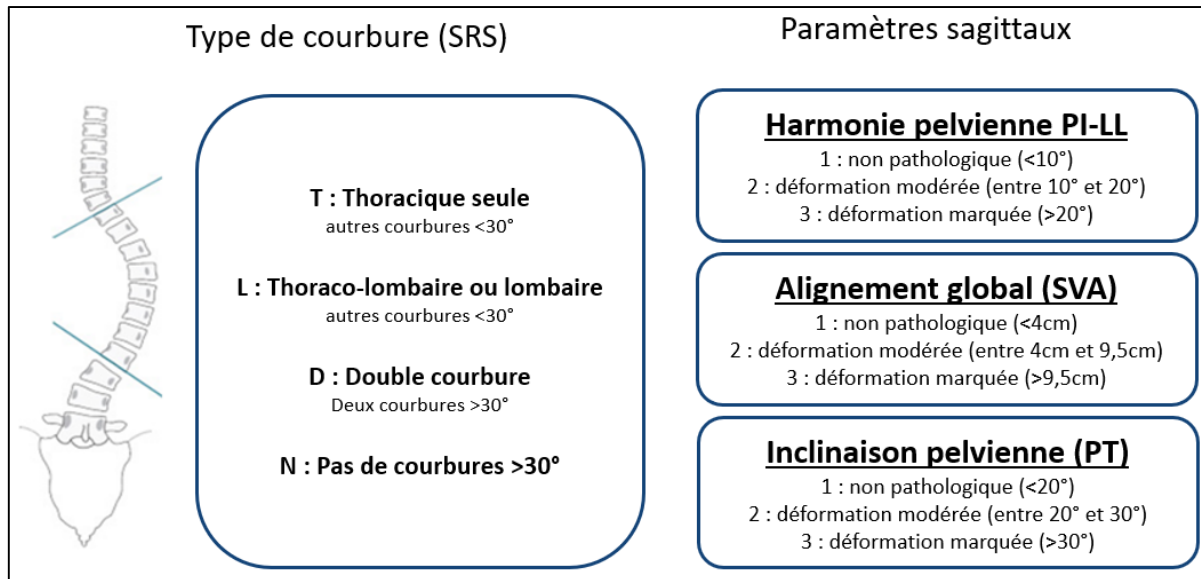 Type de courbure (SRS)
T : Thoracique seule
autres courbures <30°
L : Thoraco-lombaire ou lombaire
autres courbures <30°
D : Double courbure
Deux courbures >30°
N : Pas de courbures >30°
Paramètres sagittaux
Harmonie pelvienne PI-LL
1 : non pathologique (<10°)
2 : déformation modérée (entre 10° et 20°)
3 : déformation marquée (>20°)
Alignement global (SVA)
1 : non pathologique (<4cm)
2 : déformation modérée (entre 4cm et 9,5cm)
3 : déformation marquée (>9,5cm)
Inclinaison pelvienne (PT)
1 : non pathologique (<20°)
2 : déformation modérée (entre 20° et 30°)
3 : déformation marquée (>30°)